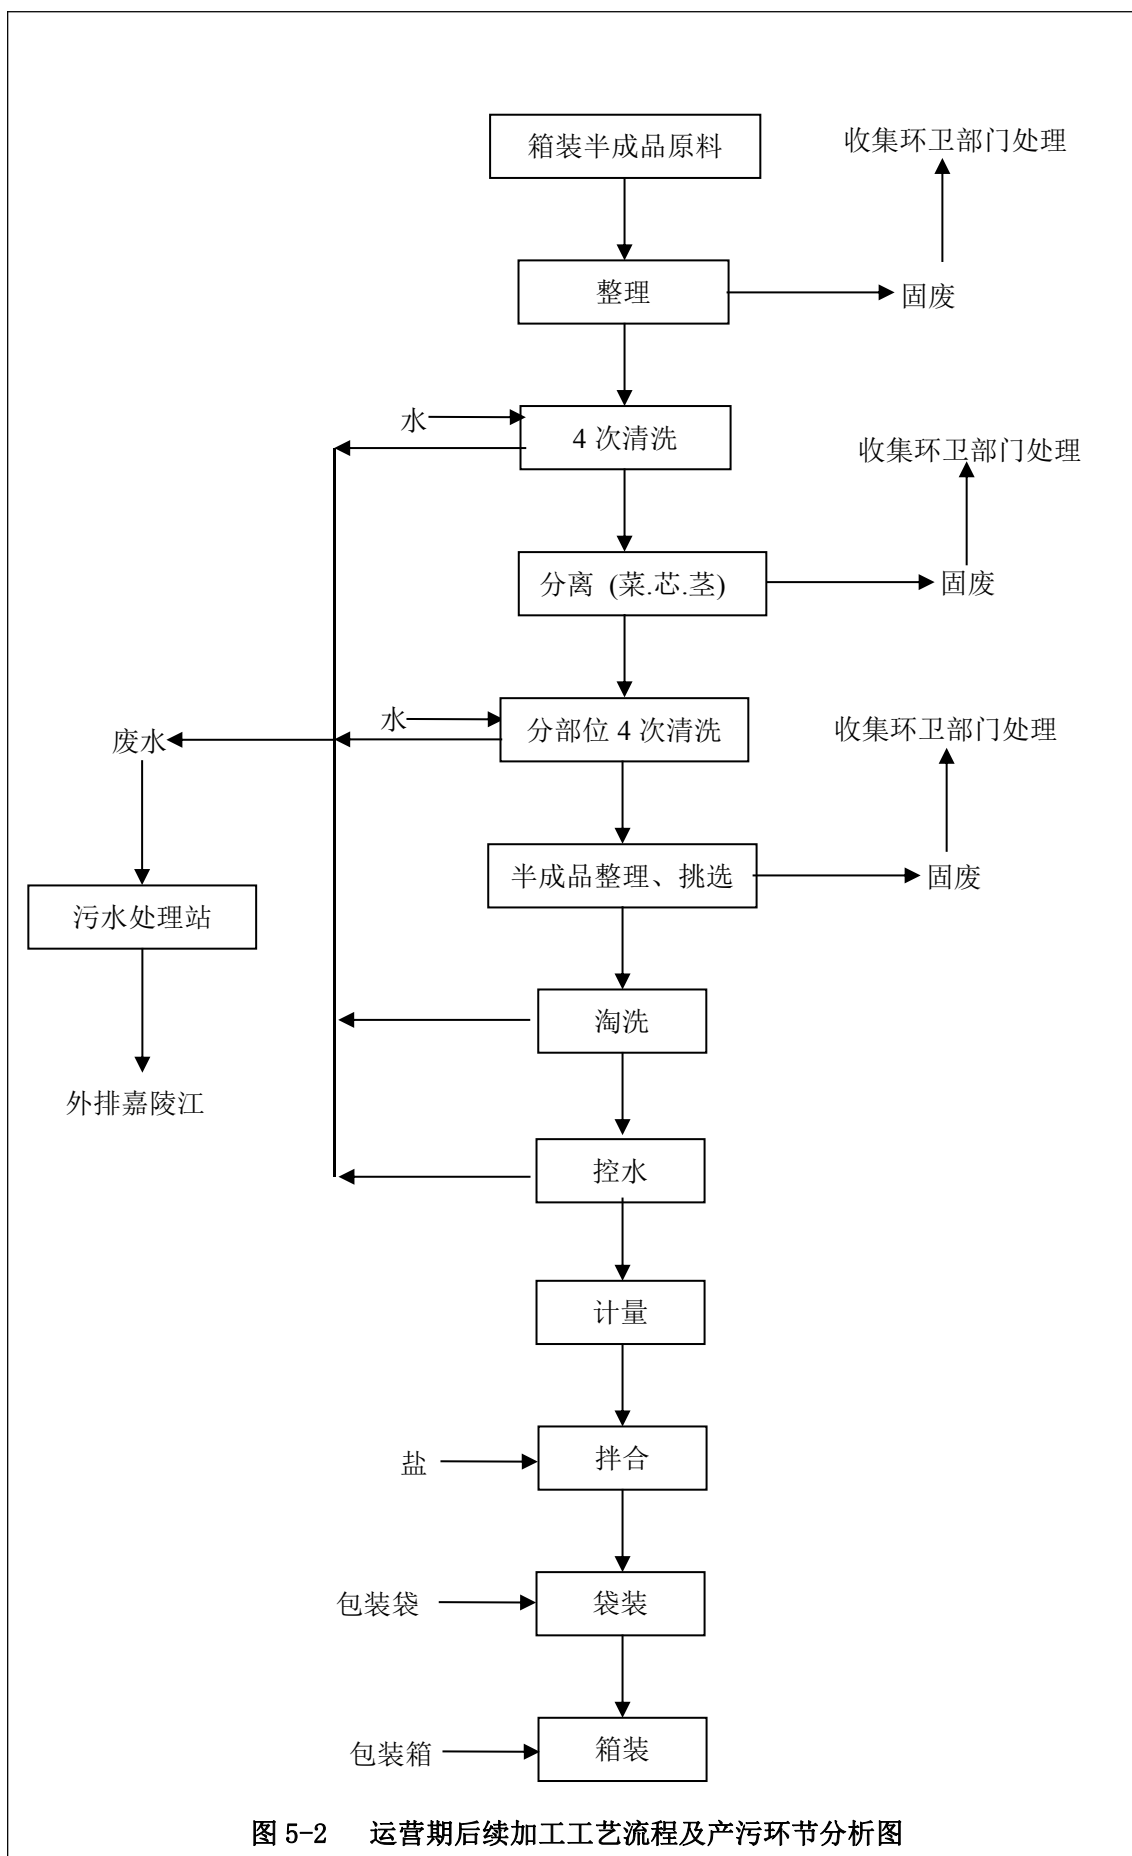 箱装半成品原料
收集环卫部门处理
整理
固废
水
4 次清洗
收集环卫部门处理
分离 (菜.芯.茎)
固废
水
分部位 4 次清洗
收集环卫部门处理
废水
半成品整理、挑选
固废
污水处理站
淘洗
外排嘉陵江
控水
计量
盐
拌合
包装袋
袋装
包装箱
箱装
图 5-2 运营期后续加工工艺流程及产污环节分析图